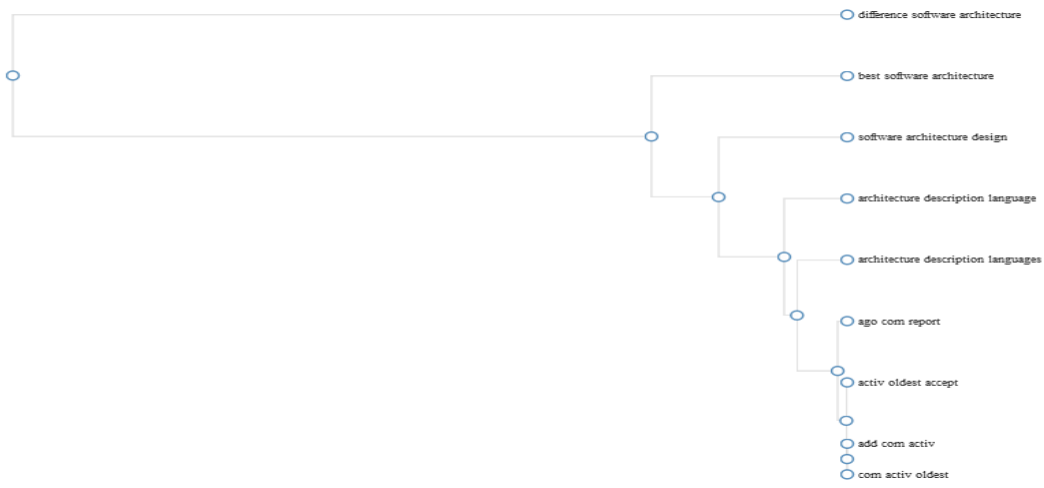 difference software architecture
best software architecture
software architecture design
architecture description language
architecture description languages
ago com report
activ oldest accept
add com activ
com activ oldest